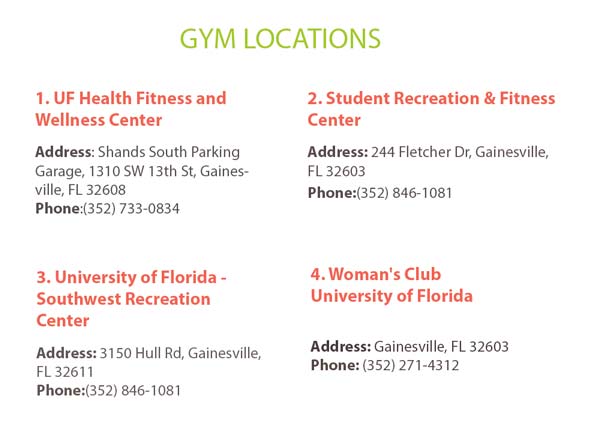 GYM LOCATIONS
1. UF Health Fitness and
Wellness Center
Address: Shands South Parking
Garage, 1310 SW 13th St, Gaines-
ville, FL 32608
Phone:(352) 733-0834
2. Student Recreation & Fitness
Center
Address: 244 Fletcher Dr, Gainesville,
FL 32603
Phone:(352) 846-1081
3. University of Florida -
Southwest Recreation
Center
Address: 3150 Hull Rd, Gainesville,
FL 32611
Phone:(352) 846-1081
4. Woman's Club
University of Florida
Address: Gainesville, FL 32603
Phone: (352) 271-4312